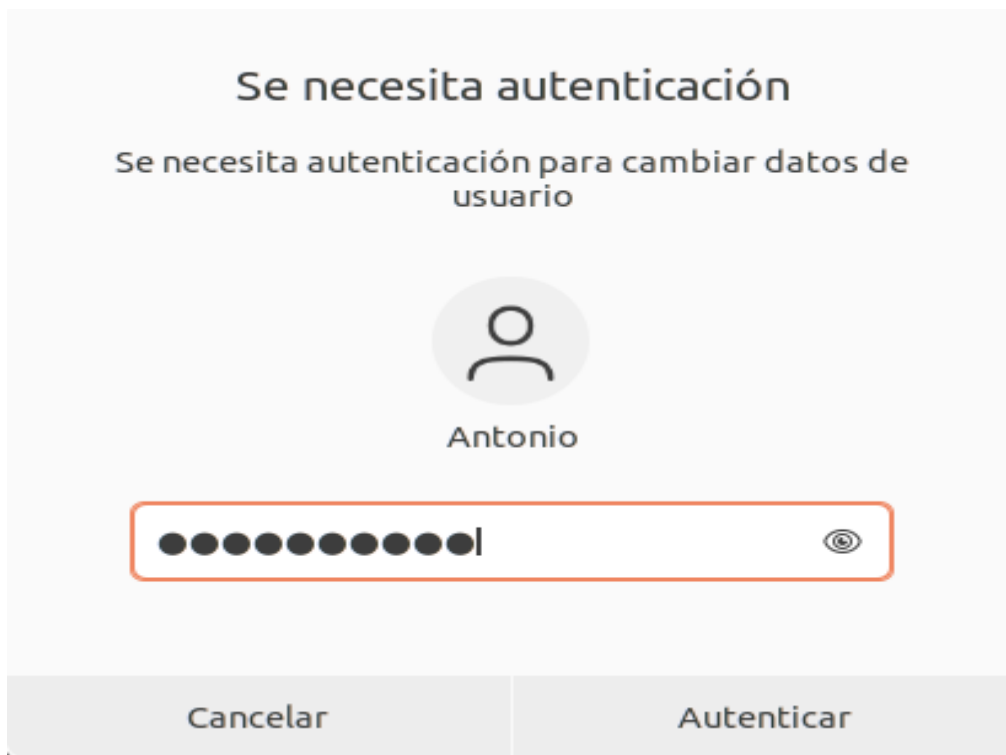 Se necesita autenticación
Se necesita autenticación para cambiar datos de
usuario
Antonio
●●●●●●●●●●
Cancelar
Autenticar